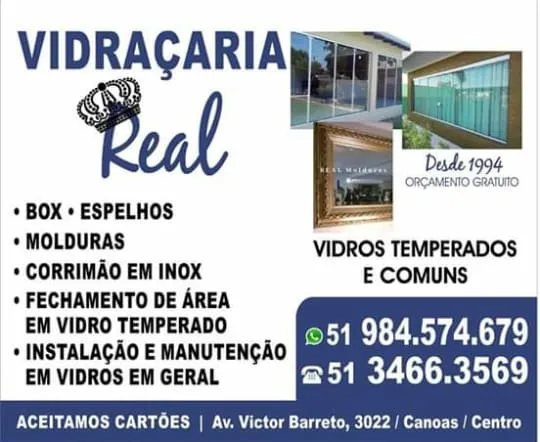 VIDRAÇARIA
Real
• BOX • ESPELHOS
• MOLDURAS
• CORRIMÃO EM INOX
• FECHAMENTO DE ÁREA
EM VIDRO TEMPERADO
• INSTALAÇÃO E MANUTENÇÃO
EM VIDROS EM GERAL
REAL Molduras
Desde 1994
ORÇAMENTO GRATUITO
VIDROS TEMPERADOS
E COMUNS
51 984.574.679
51 3466.3569
ACEITAMOS CARTÕES | Av. Victor Barreto, 3022 / Canoas / Centro